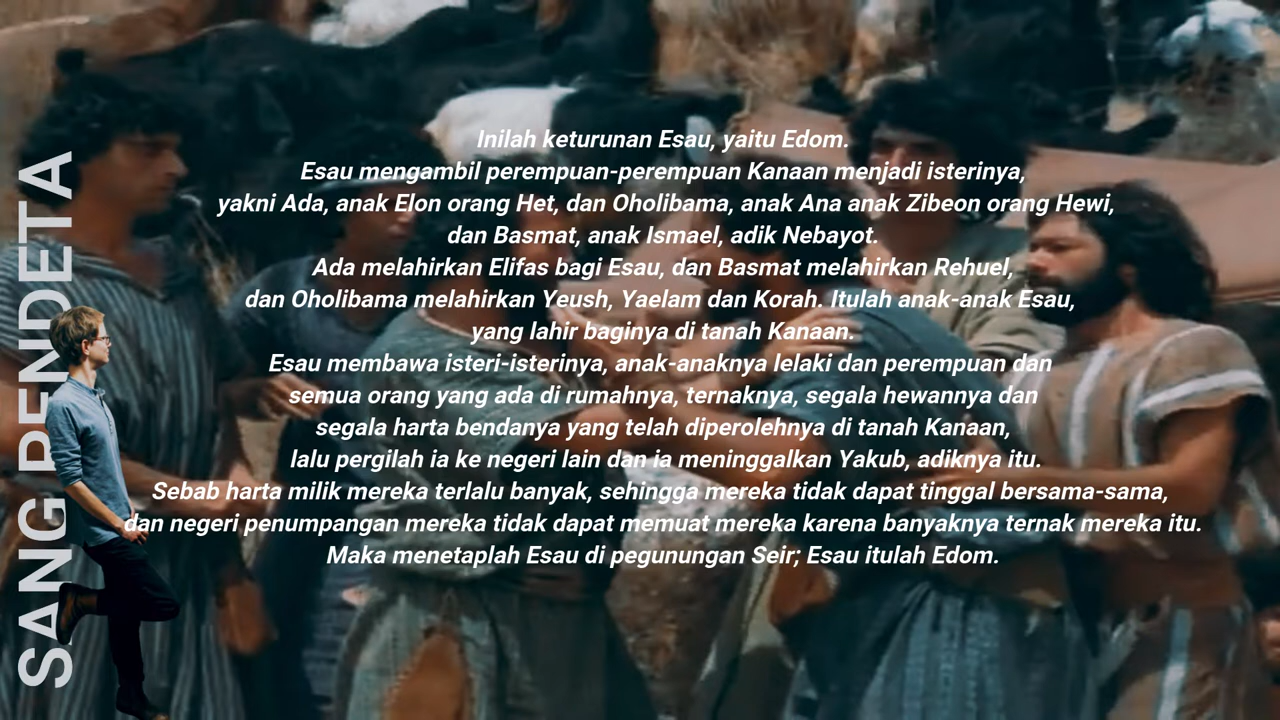 SANG PENDETA
Inilah keturunan Esau, yaitu Edom.
Esau mengambil perempuan-perempuan Kanaan menjadi isterinya,
yakni Ada, anak Elon orang Het, dan Oholibama, anak Ana anak Zibeon orang Hewi,
dan Basmat, anak Ismael, adik Nebayot.
Ada melahirkan Elifas bagi Esau, dan Basmat melahirkan Rehuel,
dan Oholibama melahirkan Yeush, Yaelam dan Korah. Itulah anak-anak Esau,
yang lahir baginya di tanah Kanaan.
Esau membawa isteri-isterinya, anak-anaknya lelaki dan perempuan dan
semua orang yang ada di rumahnya, ternaknya, segala hewannya dan
segala harta bendanya yang telah diperolehnya di tanah Kanaan,
lalu pergilah ia ke negeri lain dan ia meninggalkan Yakub, adiknya itu.
Sebab harta milik mereka terlalu banyak, sehingga mereka tidak dapat tinggal bersama-sama,
dan negeri penumpangan mereka tidak dapat memuat mereka karena banyaknya ternak mereka itu.
Maka menetaplah Esau di pegunungan Seir; Esau itulah Edom.